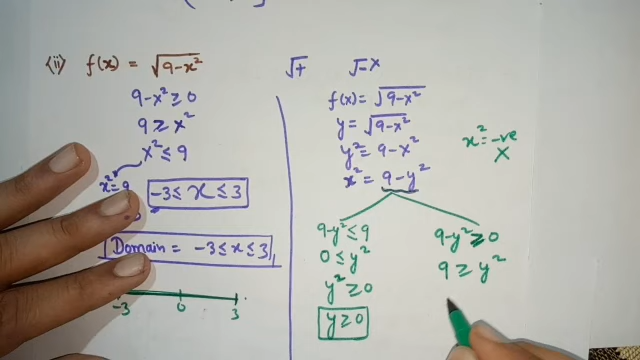 (ii) f(x) = √9-x²
9-x² ≥ 0
9 ≥ x²
x² ≤ 9
x² = 9
-3 ≤ x ≤ 3
Domain = -3 ≤ x ≤ 3
-3 0 3
√+ √- ×
f(x) = √9-x²
y = √9-x²
y² = 9-x²
x² = 9-y²
x² = -ve
×
9-y² ≤ 9
0 ≤ y²
y² ≥ 0
y ≥ 0
9-y² ≥ 0
9 ≥ y²